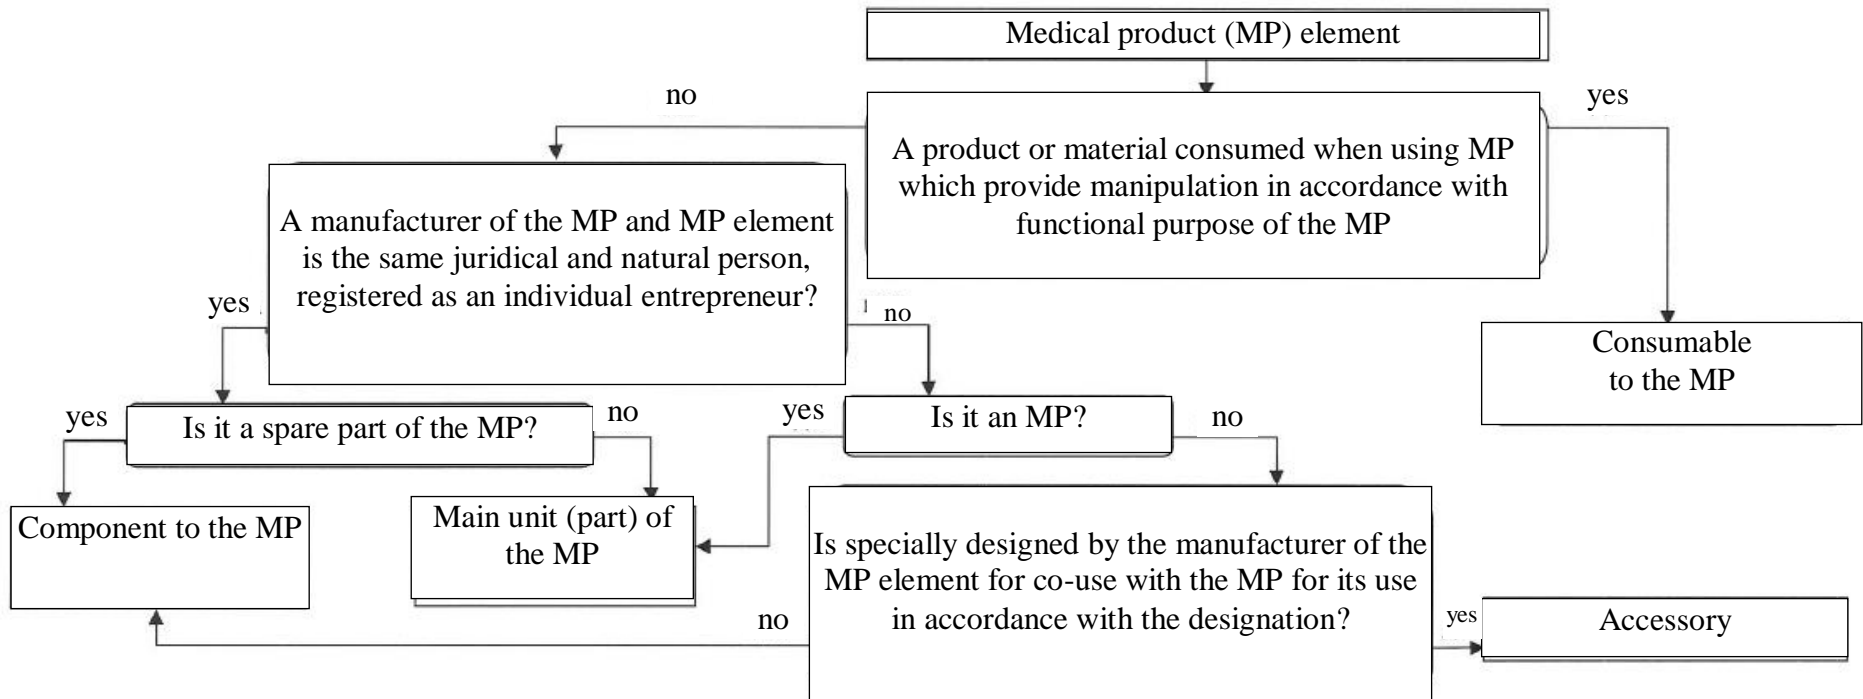 Medical product (MP) element
no
yes
A product or material consumed when using MP
which provide manipulation in accordance with
functional purpose of the MP
A manufacturer of the MP and MP element
is the same juridical and natural person,
registered as an individual entrepreneur?
yes
no
Consumable
to the MP
yes
Is it a spare part of the MP?
no
yes
Is it an MP?
no
Component to the MP
Main unit (part) of
the MP
Is specially designed by the manufacturer of the
MP element for co-use with the MP for its use
in accordance with the designation?
no
yes
Accessory